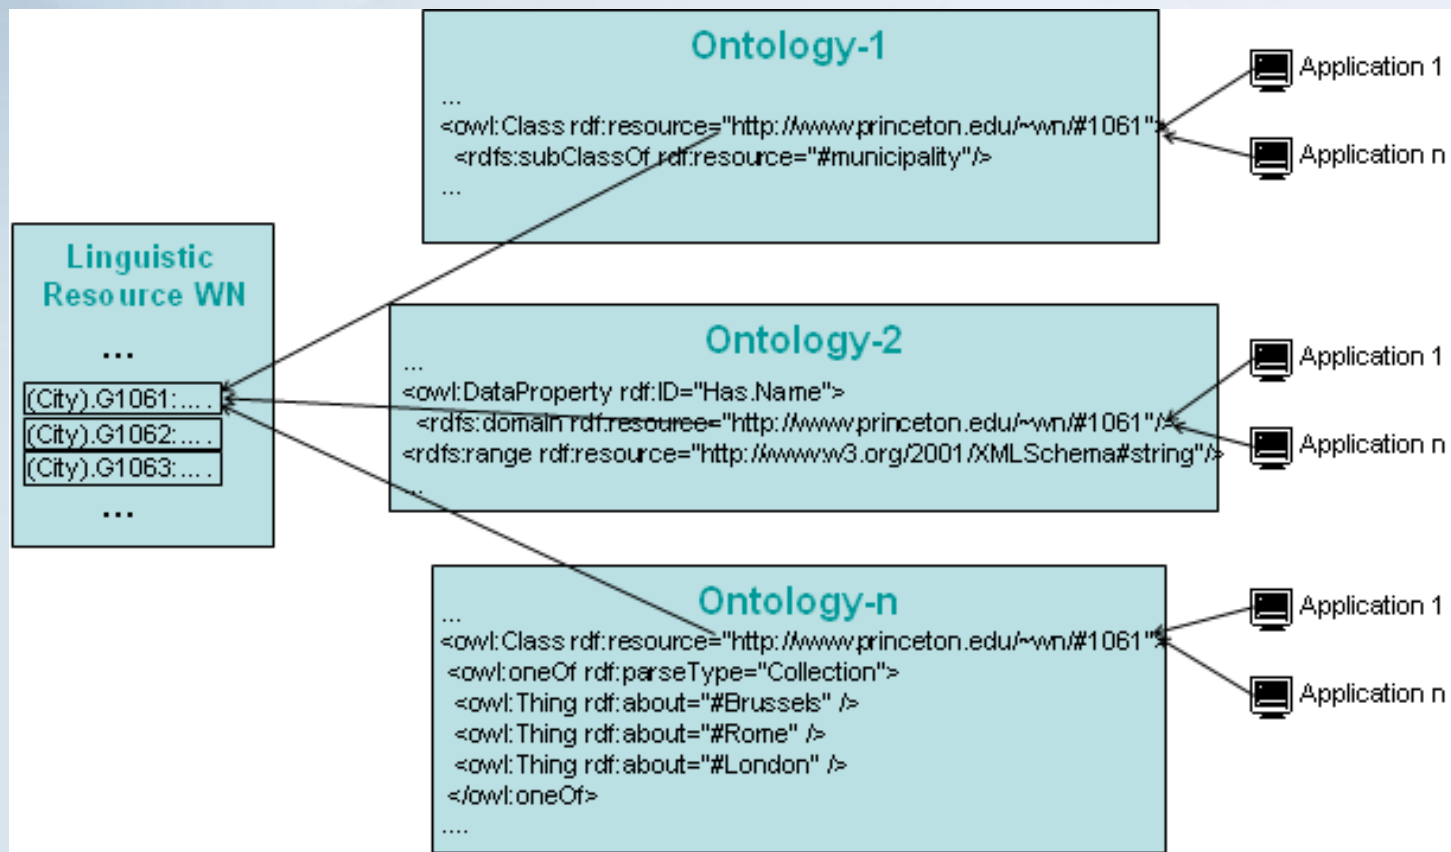 Ontology-1
...
<owl:Class rdf:resource="http://www.princeton.edu/~wn/#1061">
<rdfs:subClassOf rdf:resource="#municipality"/>
...
Application 1
Application n
Linguistic
Resource WN
...
(City).G1061:... .
(City).G1062:... .
(City).G1063:... .
...
Ontology-2
...
<owl:DataProperty rdf:ID="Has.Name">
<rdfs:domain rdf:resource="http://www.princeton.edu/~wn/#1061"/>
<rdfs:range rdf:resource="http://www.w3.org/2001/XMLSchema#string"/>
...
Application 1
Application n
Ontology-n
...
<owl:Class rdf:resource="http://www.princeton.edu/~wn/#1061">
<owl:oneOf rdf:parseType="Collection">
<owl:Thing rdf:about="#Brussels" />
<owl:Thing rdf:about="#Rome" />
<owl:Thing rdf:about="#London" />
</owl:oneOf>
....
Application 1
Application n